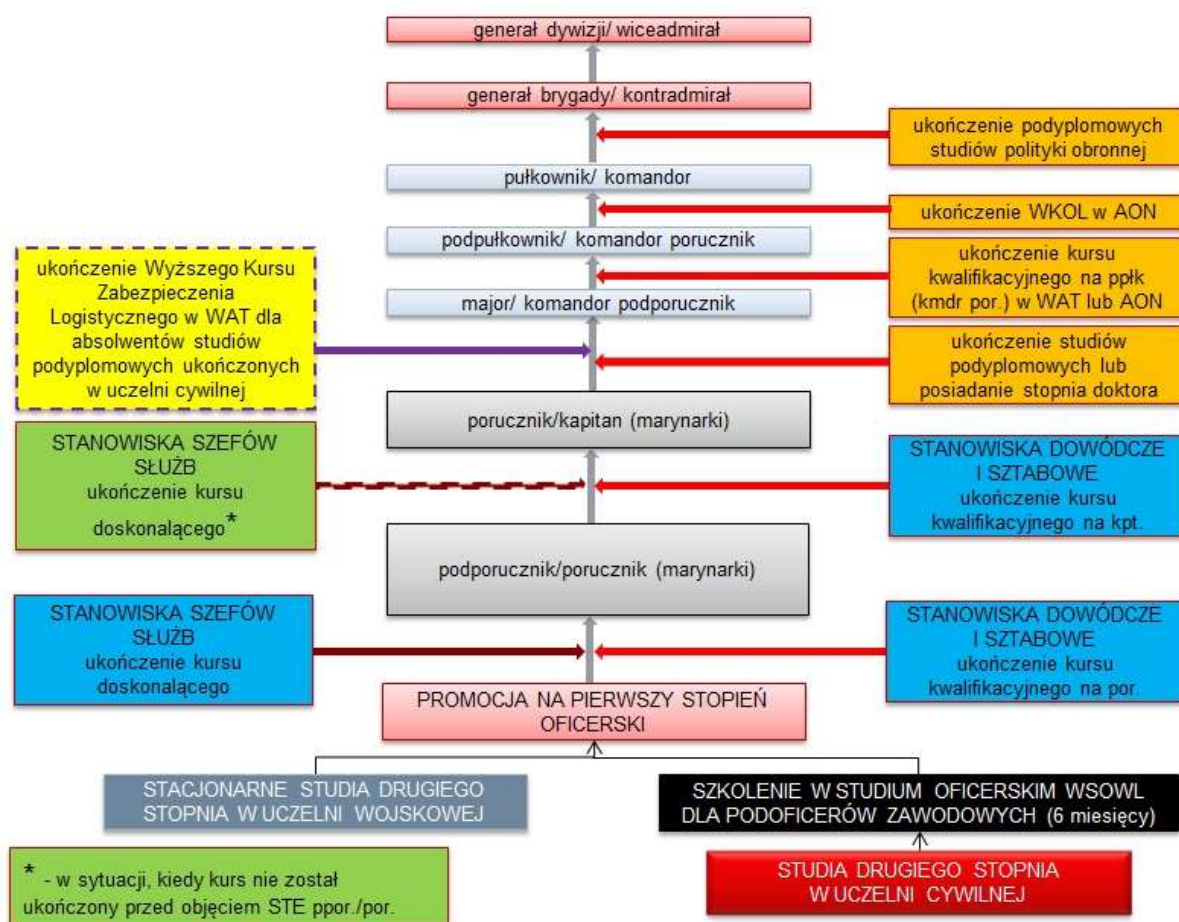 generał dywizji/ wiceadmirał
generał brygady/ kontradmirał
ukończenie podyplomowych
studiów polityki obronnej
pułkownik/ komandor
ukończenie WKOL w AON
podpułkownik/ komandor porucznik
ukończenie kursu
kwalifikacyjnego na ppłk
(kmdr por.) w WAT lub AON
major/ komandor podporucznik
ukończenie Wyższego Kursu
Zabezpieczenia
Logistycznego w WAT dla
absolwentów studiów
podyplomowych ukończonych
w uczelni cywilnej
ukończenie studiów
podyplomowych lub
posiadanie stopnia doktora
porucznik/kapitan (marynarki)
STANOWISKA SZEFÓW
SŁUŻB
ukończenie kursu
doskonalącego*
STANOWISKA DOWÓDCZE
I SZTABOWE
ukończenie kursu
kwalifikacyjnego na kpt.
podporucznik/porucznik (marynarki)
STANOWISKA SZEFÓW
SŁUŻB
ukończenie kursu
doskonalącego
STANOWISKA DOWÓDCZE
I SZTABOWE
ukończenie kursu
kwalifikacyjnego na por.
PROMOCJA NA PIERWSZY STOPIEŃ
OFICERSKI
STACJONARNE STUDIA DRUGIEGO
STOPNIA W UCZELNI WOJSKOWEJ
SZKOLENIE W STUDIUM OFICERSKIM WSOWL
DLA PODOFICERÓW ZAWODOWYCH (6 miesięcy)
STUDIA DRUGIEGO STOPNIA
W UCZELNI CYWILNEJ
* - w sytuacji, kiedy kurs nie został
ukończony przed objęciem STE ppor./por.